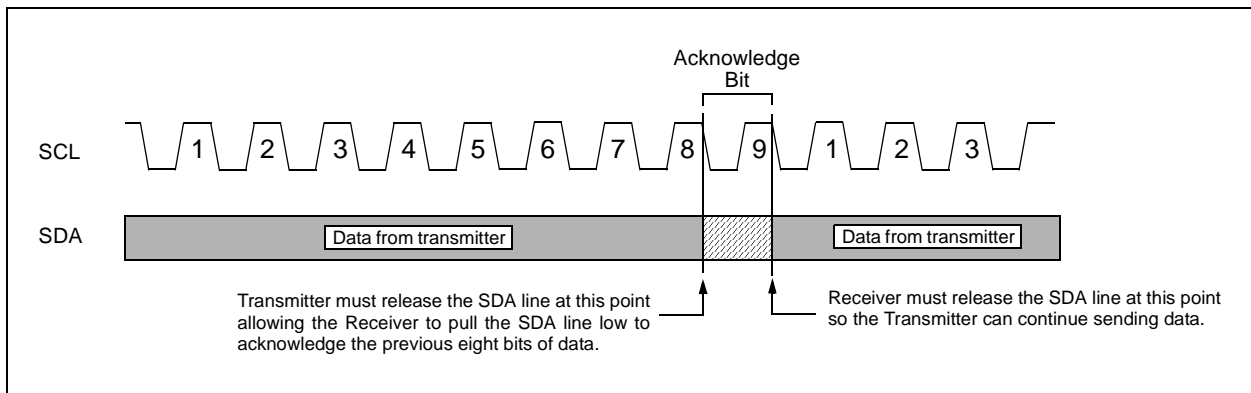 Acknowledge
Bit
SCL
1 2 3 4 5 6 7 8 9 1 2 3
SDA
Data from transmitter
Data from transmitter
Transmitter must release the SDA line at this point
allowing the Receiver to pull the SDA line low to
acknowledge the previous eight bits of data.
Receiver must release the SDA line at this point
so the Transmitter can continue sending data.